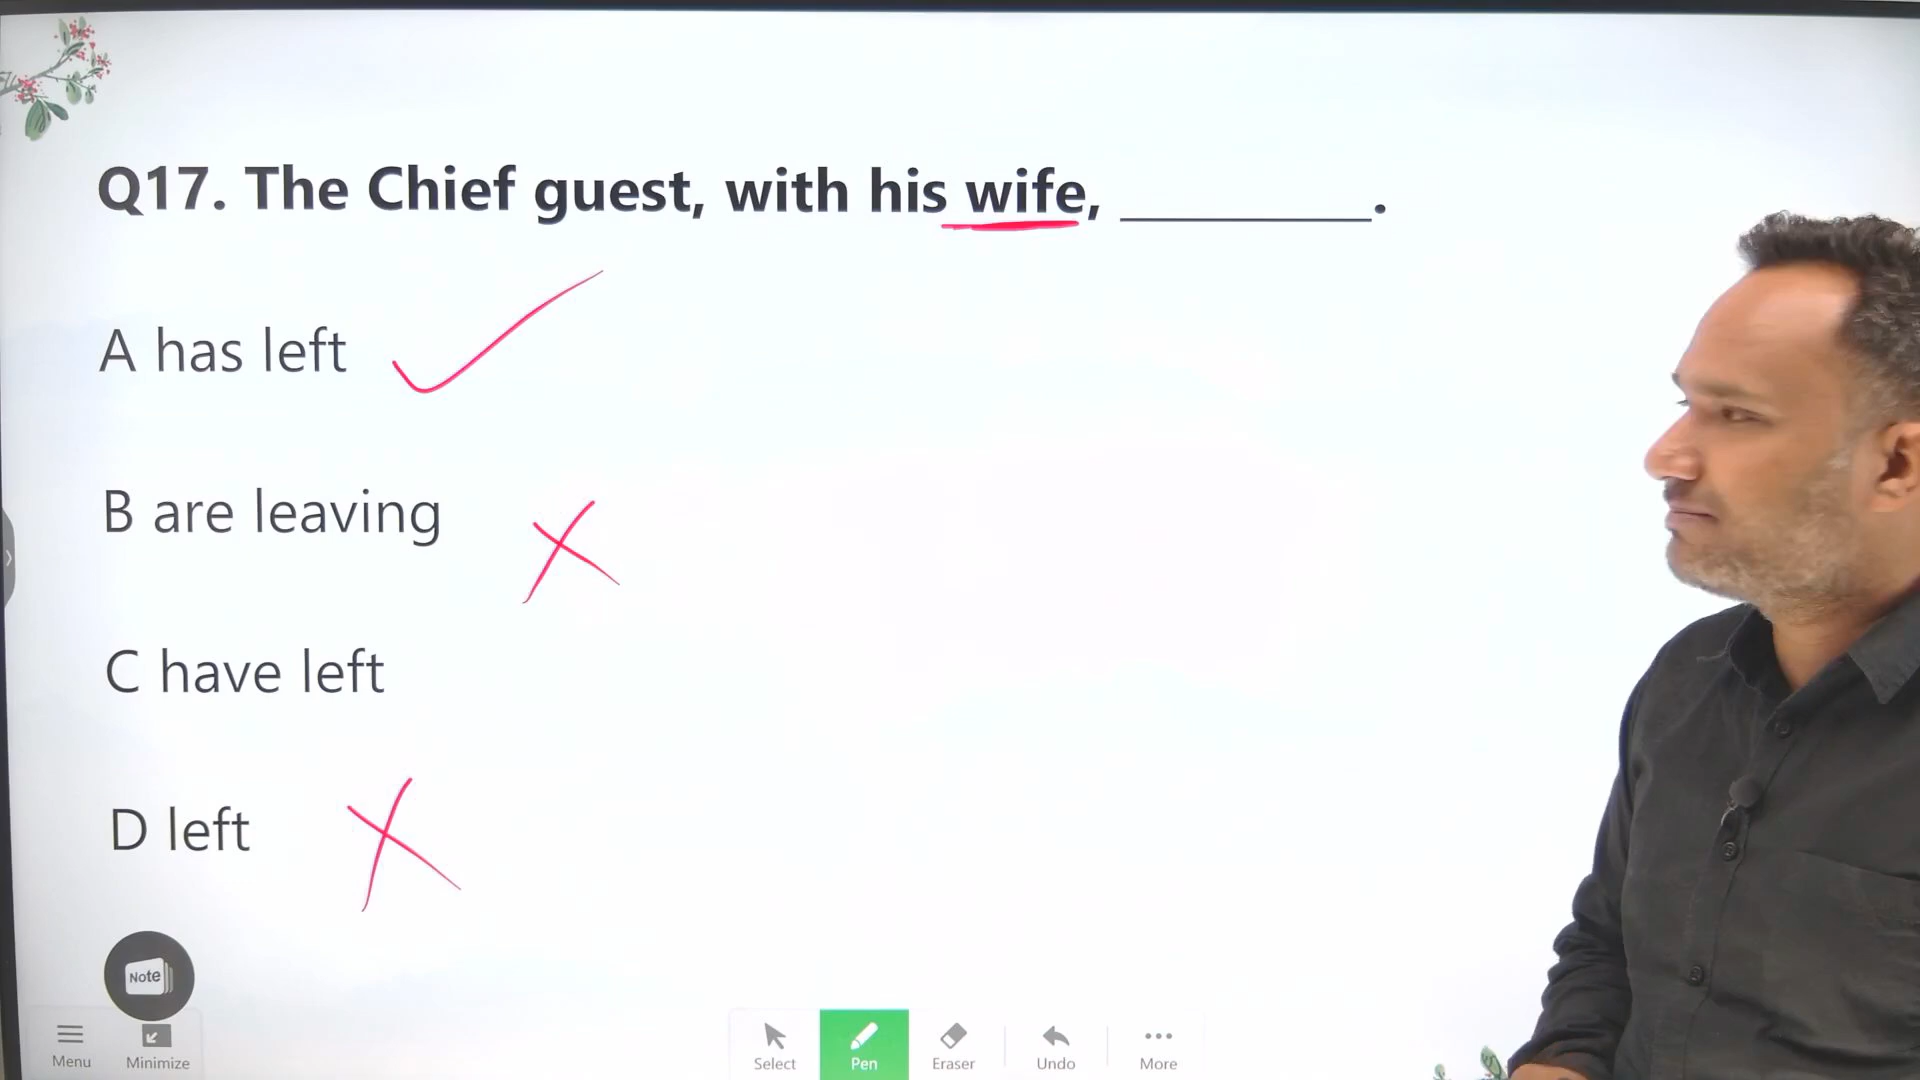 Q17. The Chief guest, with his wife, __________.
A has left
B are leaving
C have left
D left
Note
Menu
Minimize
Select
Pen
Eraser
Undo
More